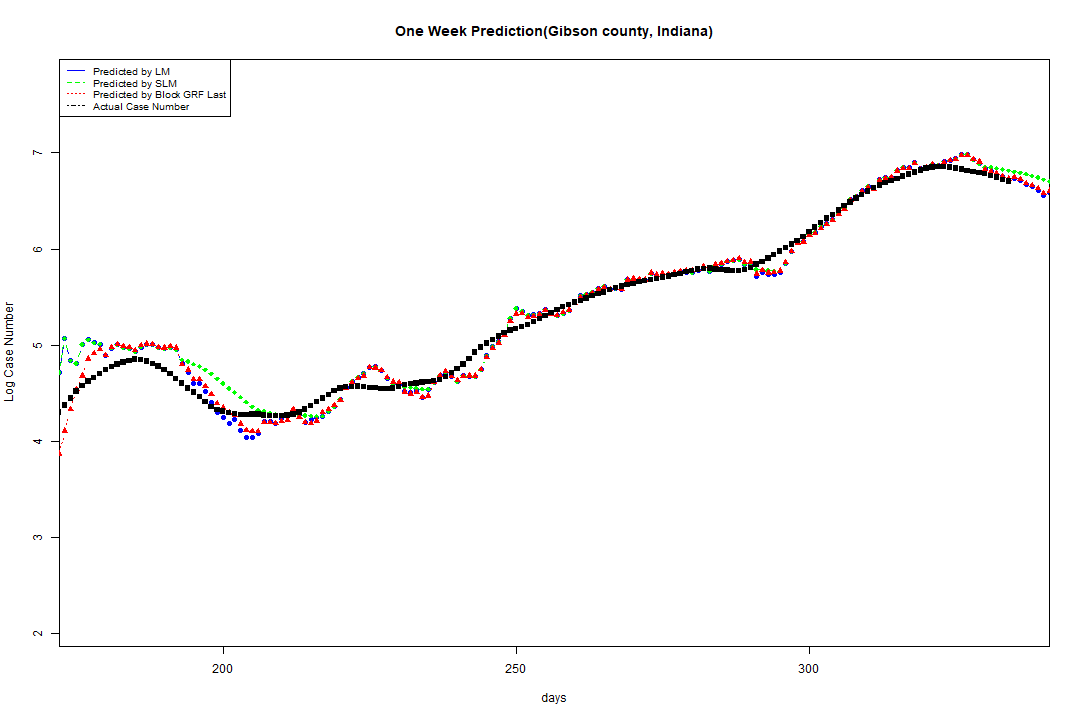 One Week Prediction(Gibson county, Indiana)
Predicted by LM
Predicted by SLM
Predicted by Block GRF Last
Actual Case Number
7
6
5
4
3
2
Log Case Number
200 250 300
days